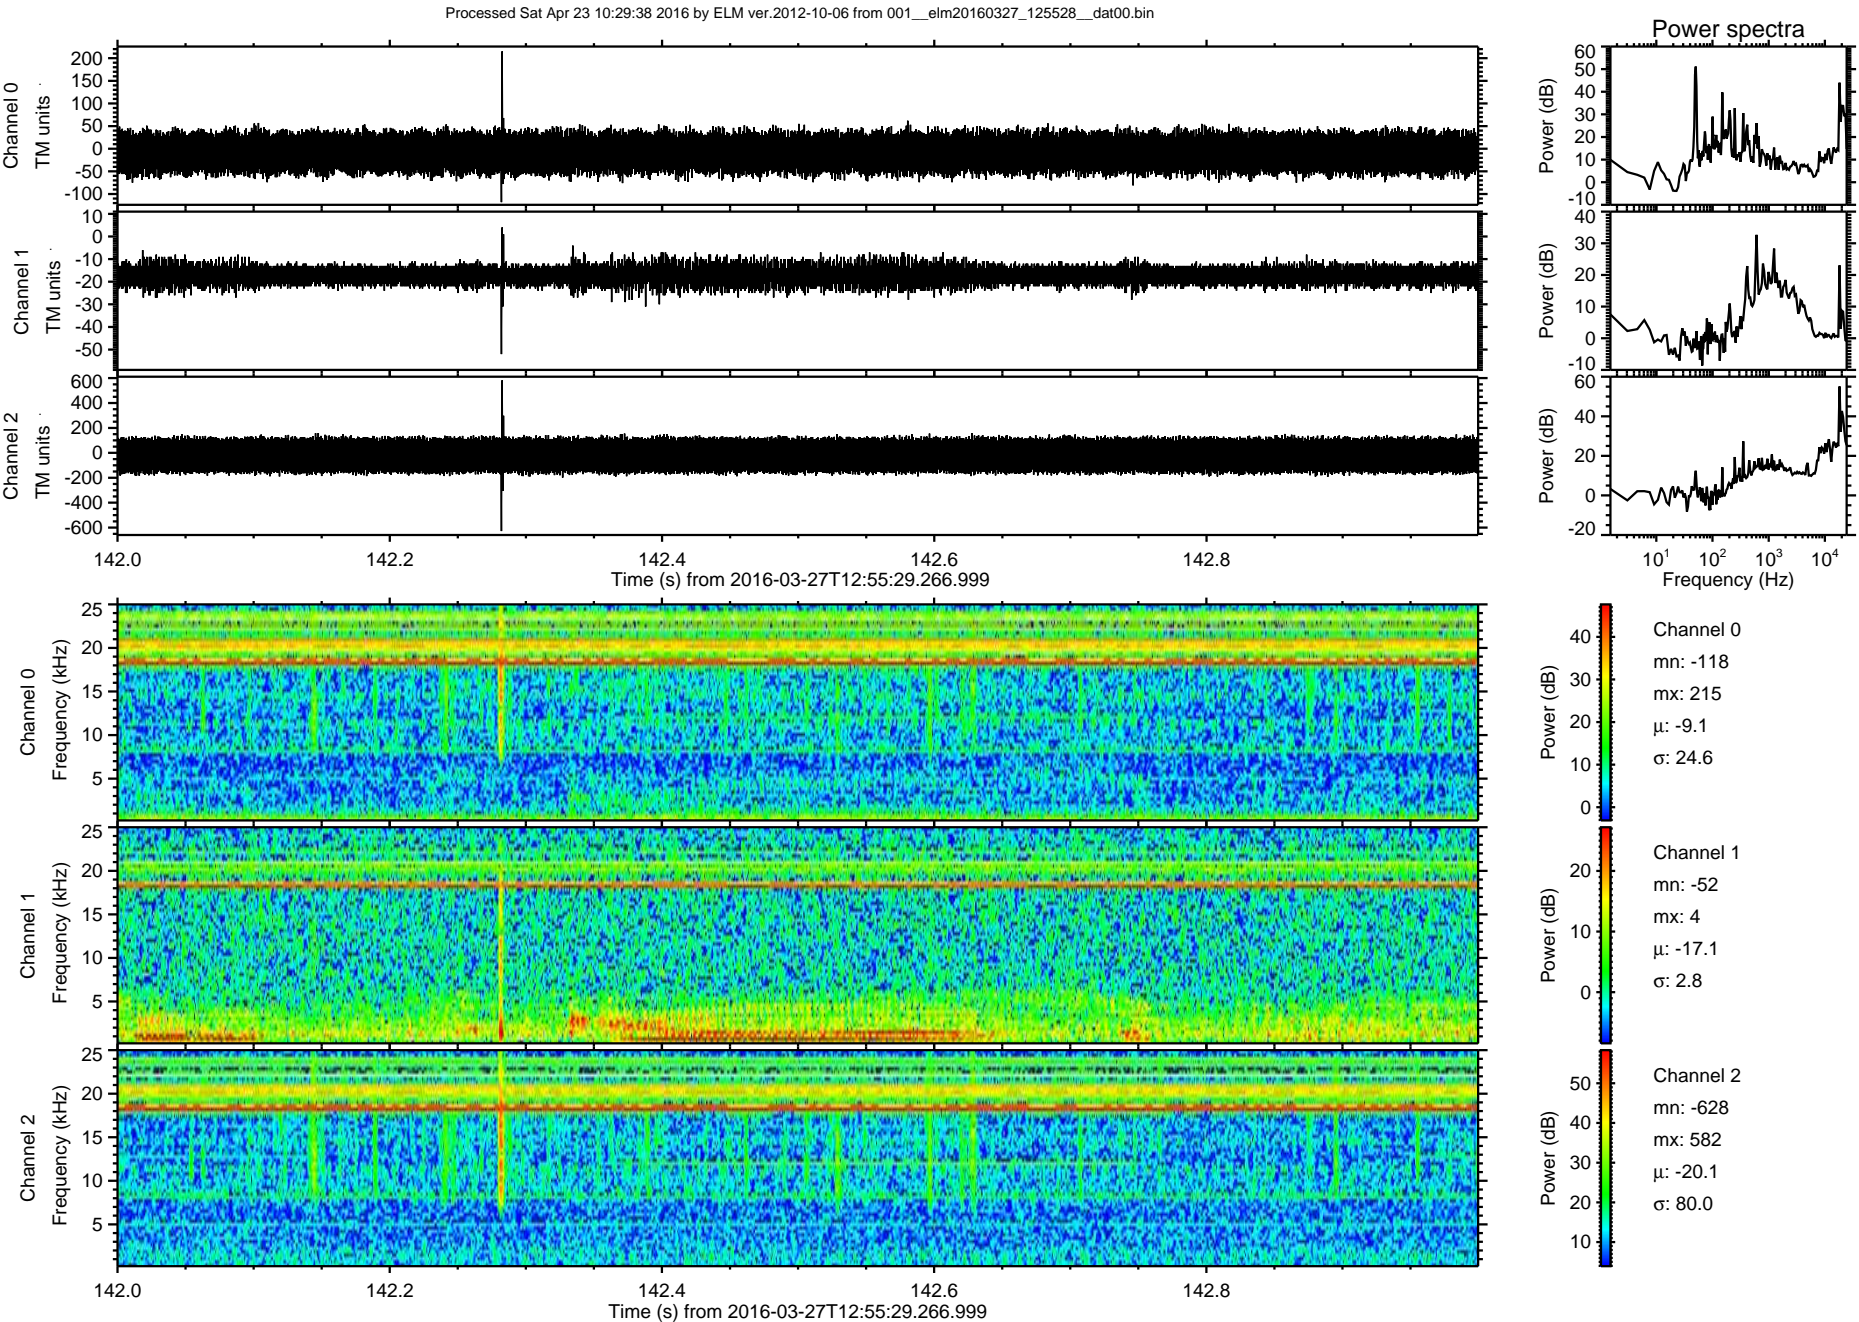 Processed Sat Apr 23 10:29:38 2016 by ELM ver.2012-10-06 from 001__elm20160327_125528__dat00.bin
Power spectra
Channel 0
TM units
200
150
100
50
0
-50
-100
Power (dB)
60
50
40
30
20
10
0
-10
Channel 1
TM units
10
0
-10
-20
-30
-40
-50
Power (dB)
40
30
20
10
0
-10
Channel 2
TM units
600
400
200
0
-200
-400
-600
Power (dB)
60
40
20
0
-20
142.0 142.2 142.4 142.6 142.8
Time (s) from 2016-03-27T12:55:29.266.999
10¹ 10² 10³ 10⁴
Frequency (Hz)
Channel 0
Frequency (kHz)
25
20
15
10
5
Power (dB)
40
30
20
10
0
Channel 0
mn: -118
mx: 215
μ: -9.1
σ: 24.6
Channel 1
Frequency (kHz)
25
20
15
10
5
Power (dB)
20
10
0
Channel 1
mn: -52
mx: 4
μ: -17.1
σ: 2.8
Channel 2
Frequency (kHz)
25
20
15
10
5
Power (dB)
50
40
30
20
10
Channel 2
mn: -628
mx: 582
μ: -20.1
σ: 80.0
142.0 142.2 142.4 142.6 142.8
Time (s) from 2016-03-27T12:55:29.266.999